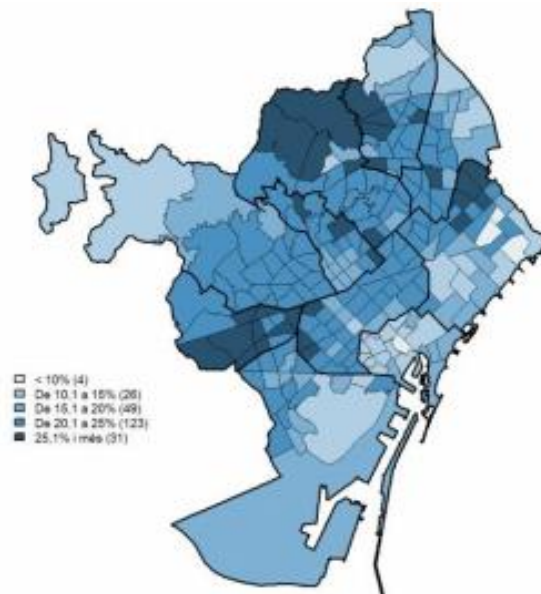 < 10% (4)
De 10,1 a 15% (26)
De 15,1 a 20% (49)
De 20,1 a 25% (123)
25,1% i més (31)